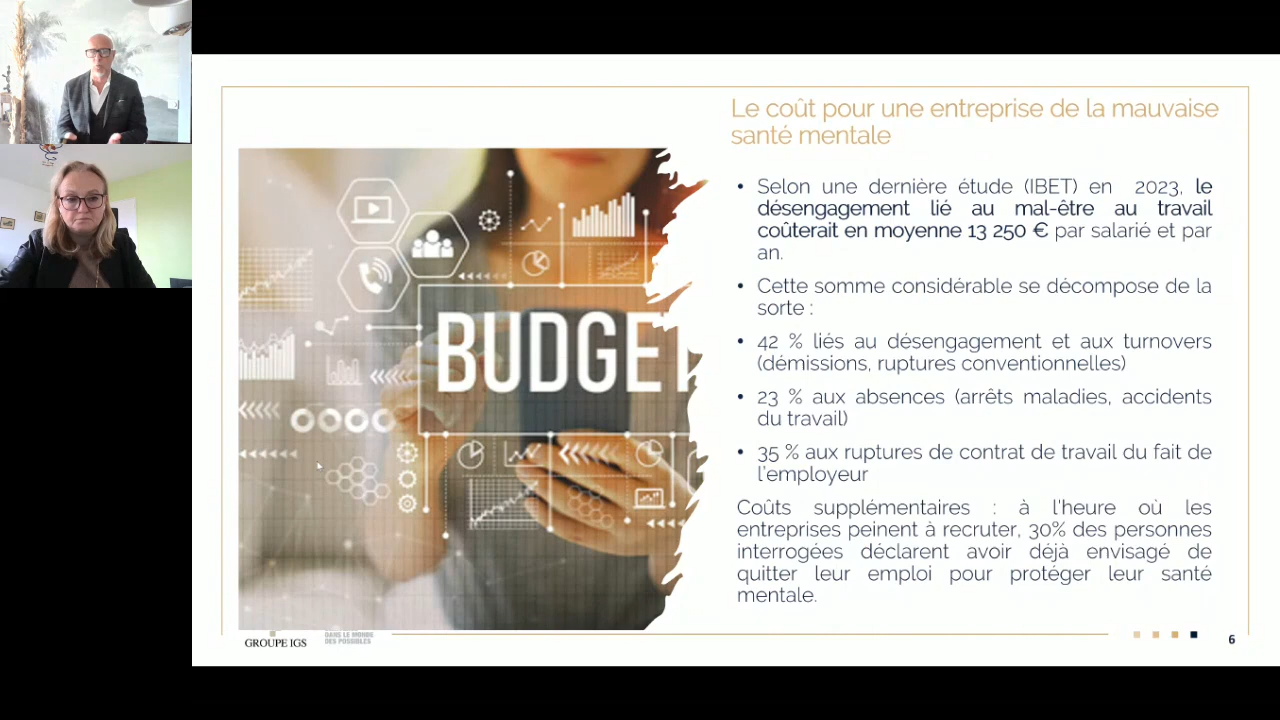 Le coût pour une entreprise de la mauvaise
santé mentale
• Selon une dernière étude (IBET) en 2023, le
désengagement lié au mal-être au travail
coûterait en moyenne 13 250 € par salarié et par
an.
• Cette somme considérable se décompose de la
sorte :
• 42 % liés au désengagement et aux turnovers
(démissions, ruptures conventionnelles)
• 23 % aux absences (arrêts maladies, accidents
du travail)
• 35 % aux ruptures de contrat de travail du fait de
l'employeur
Coûts supplémentaires : à l'heure où les
entreprises peinent à recruter, 30% des personnes
interrogées déclarent avoir déjà envisagé de
quitter leur emploi pour protéger leur santé
mentale.
BUDGET
GROUPE IGS
DANS LE MONDE
DES POSSIBLES
6